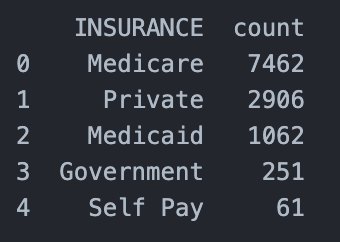 INSURANCE count
0 Medicare 7462
1 Private 2906
2 Medicaid 1062
3 Government 251
4 Self Pay 61